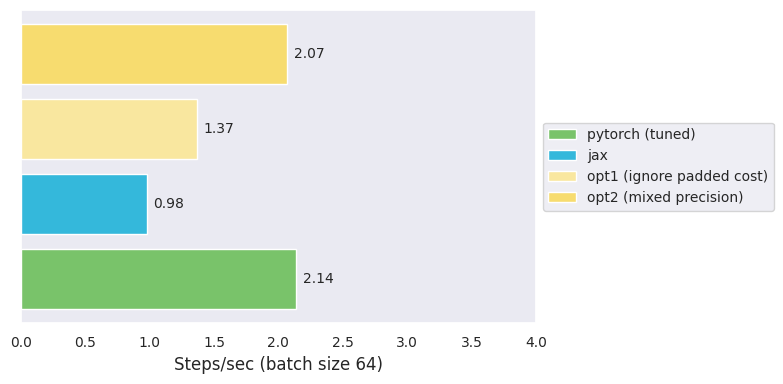 2.07
1.37
0.98
2.14
0.0 0.5 1.0 1.5 2.0 2.5 3.0 3.5 4.0
Steps/sec (batch size 64)
pytorch (tuned)
jax
opt1 (ignore padded cost)
opt2 (mixed precision)